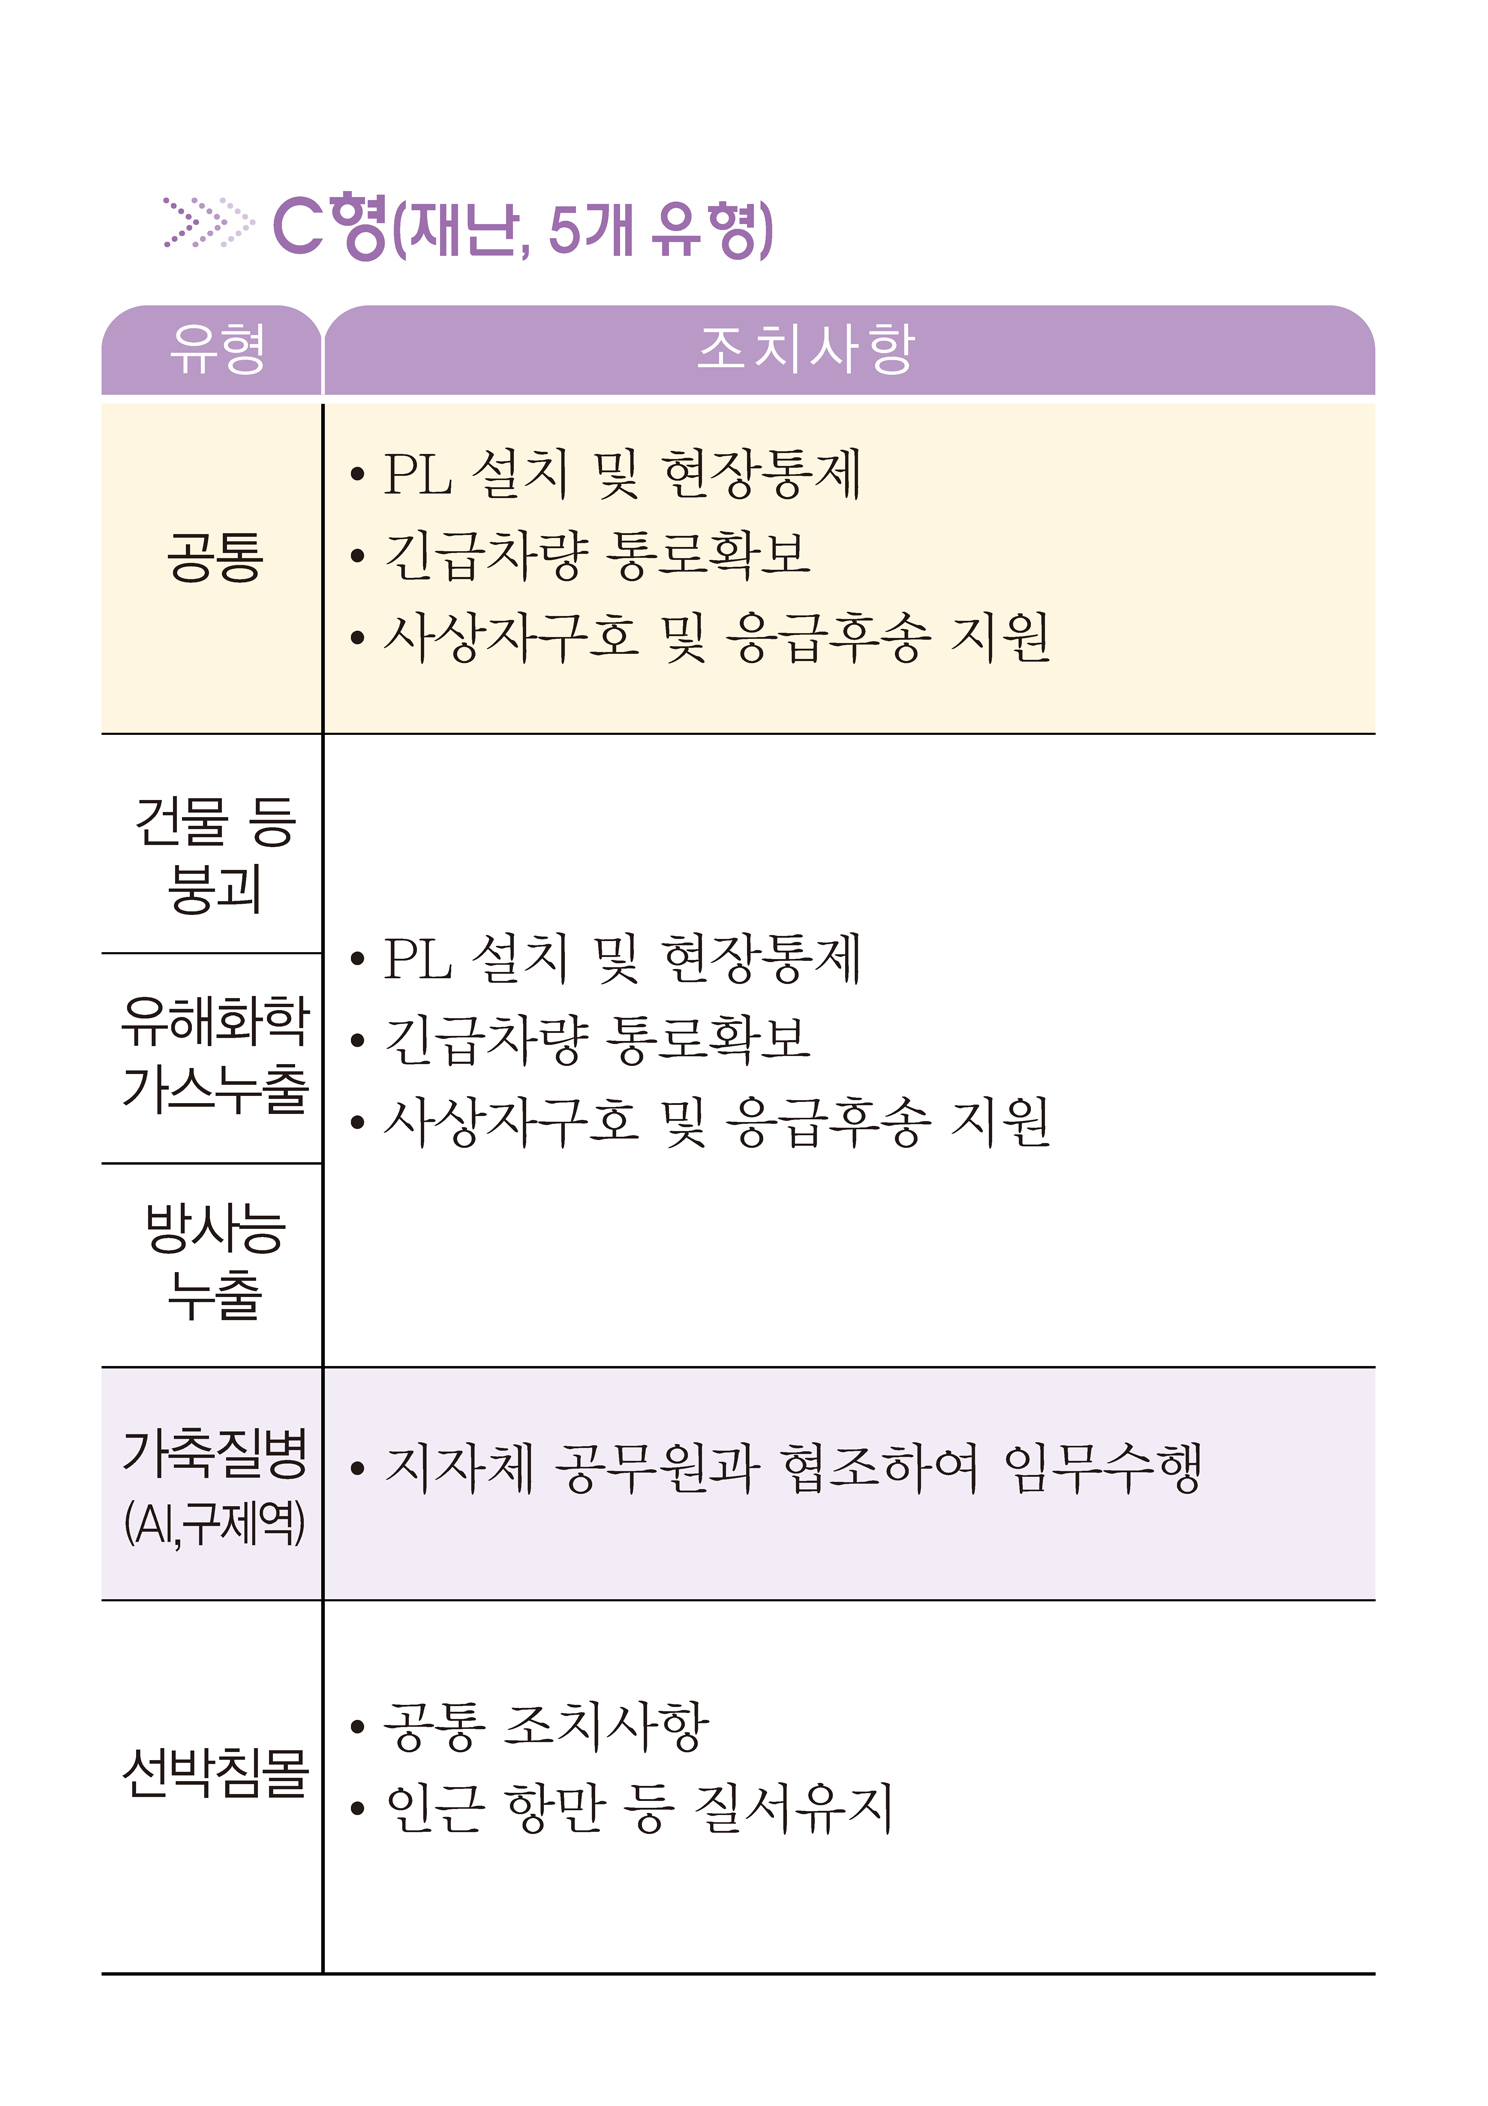 C형(재난, 5개 유형)
유형
조치사항
공통
• PL 설치 및 현장통제
• 긴급차량 통로확보
• 사상자구호 및 응급후송 지원
건물 등
붕괴
유해화학
가스누출
방사능
누출
• PL 설치 및 현장통제
• 긴급차량 통로확보
• 사상자구호 및 응급후송 지원
가축질병
(AI,구제역)
• 지자체 공무원과 협조하여 임무수행
선박침몰
• 공통 조치사항
• 인근 항만 등 질서유지